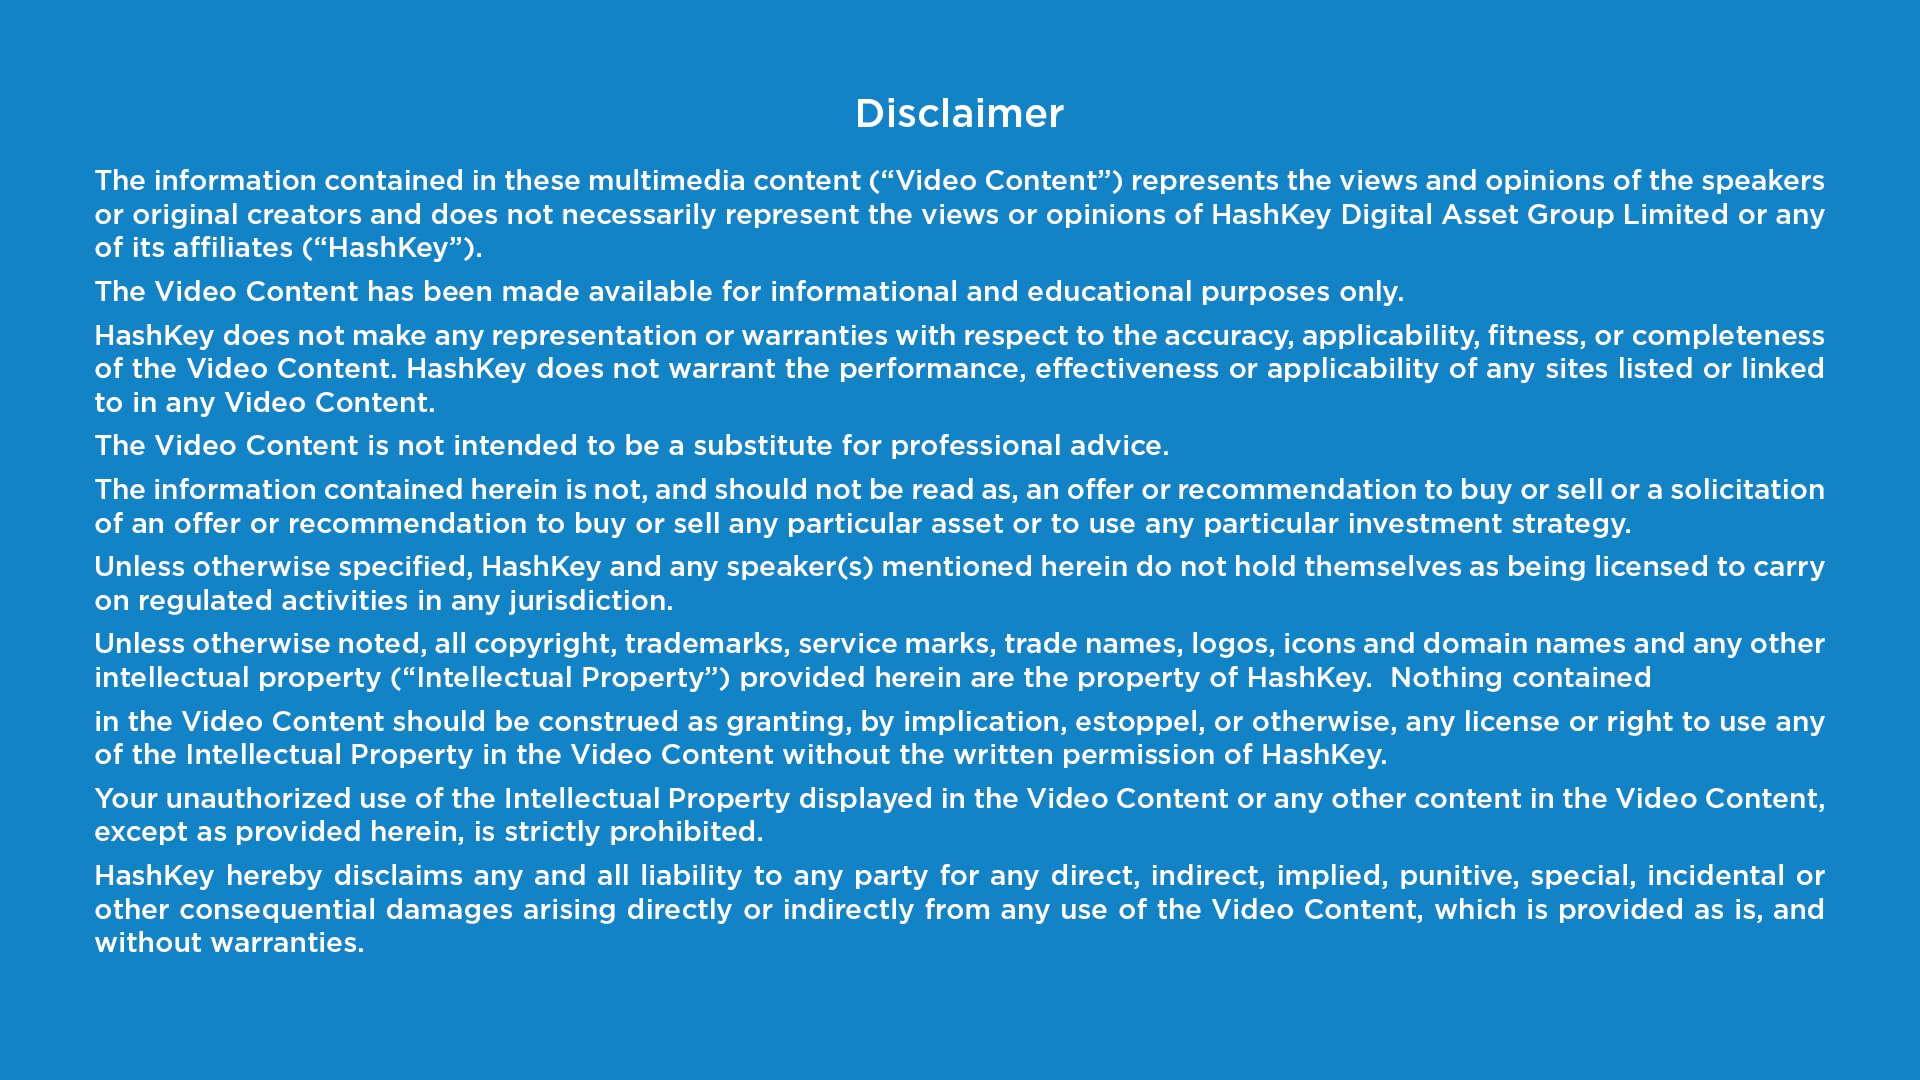 Disclaimer
The information contained in these multimedia content (“Video Content”) represents the views and opinions of the speakers
or original creators and does not necessarily represent the views or opinions of HashKey Digital Asset Group Limited or any
of its affiliates (“HashKey”).
The Video Content has been made available for informational and educational purposes only.
HashKey does not make any representation or warranties with respect to the accuracy, applicability, fitness, or completeness
of the Video Content. HashKey does not warrant the performance, effectiveness or applicability of any sites listed or linked
to in any Video Content.
The Video Content is not intended to be a substitute for professional advice.
The information contained herein is not, and should not be read as, an offer or recommendation to buy or sell or a solicitation
of an offer or recommendation to buy or sell any particular asset or to use any particular investment strategy.
Unless otherwise specified, HashKey and any speaker(s) mentioned herein do not hold themselves as being licensed to carry
on regulated activities in any jurisdiction.
Unless otherwise noted, all copyright, trademarks, service marks, trade names, logos, icons and domain names and any other
intellectual property (“Intellectual Property”) provided herein are the property of HashKey.  Nothing contained
in the Video Content should be construed as granting, by implication, estoppel, or otherwise, any license or right to use any
of the Intellectual Property in the Video Content without the written permission of HashKey.
Your unauthorized use of the Intellectual Property displayed in the Video Content or any other content in the Video Content,
except as provided herein, is strictly prohibited.
HashKey hereby disclaims any and all liability to any party for any direct, indirect, implied, punitive, special, incidental or
other consequential damages arising directly or indirectly from any use of the Video Content, which is provided as is, and
without warranties.